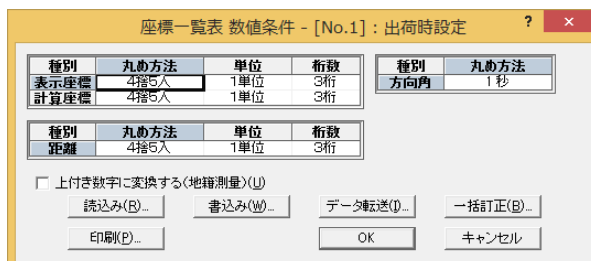 座標一覧表 数値条件 - [No.1] : 出荷時設定 ? ×
種別 丸め方法 単位 桁数 種別 丸め方法
表示座標 4捨5入 1単位 3桁 方向角 1秒
計算座標 4捨5入 1単位 3桁
種別 丸め方法 単位 桁数
距離 4捨5入 1単位 3桁
上付き数字に変換する(地籍測量)(U)
読込み(R)... 書込み(W)... データ転送(I)... 一括訂正(B)...
印刷(P)... OK キャンセル